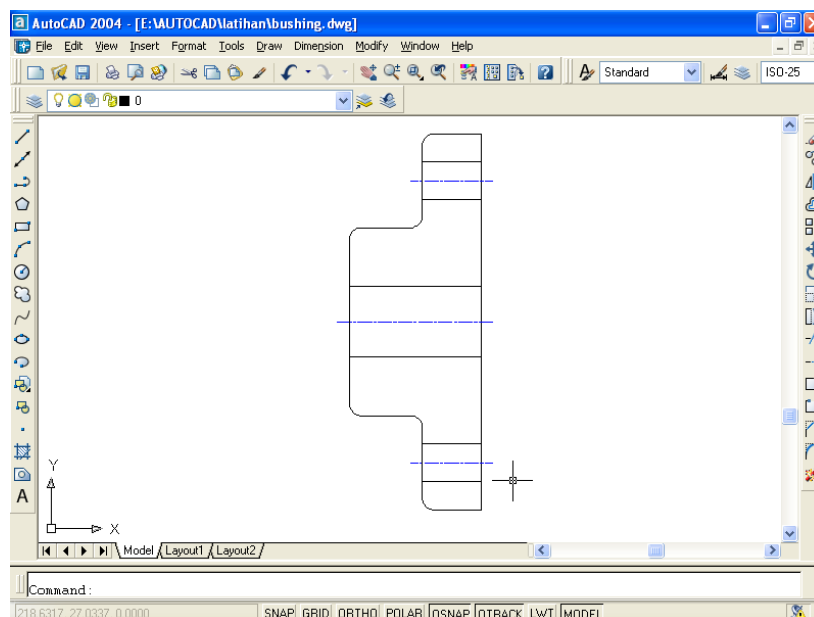 AutoCAD 2004 - [E:\AUTOCAD\latihan\bushing.dwg]
File Edit View Insert Format Tools Draw Dimension Modify Window Help
Standard ISO-25
0
Y
X
A
Model Layout1 Layout2
Command:
218.6317, 27.0337, 0.0000 SNAP GRID ORTHO POLAR OSNAP OTRACK LWT MODEL